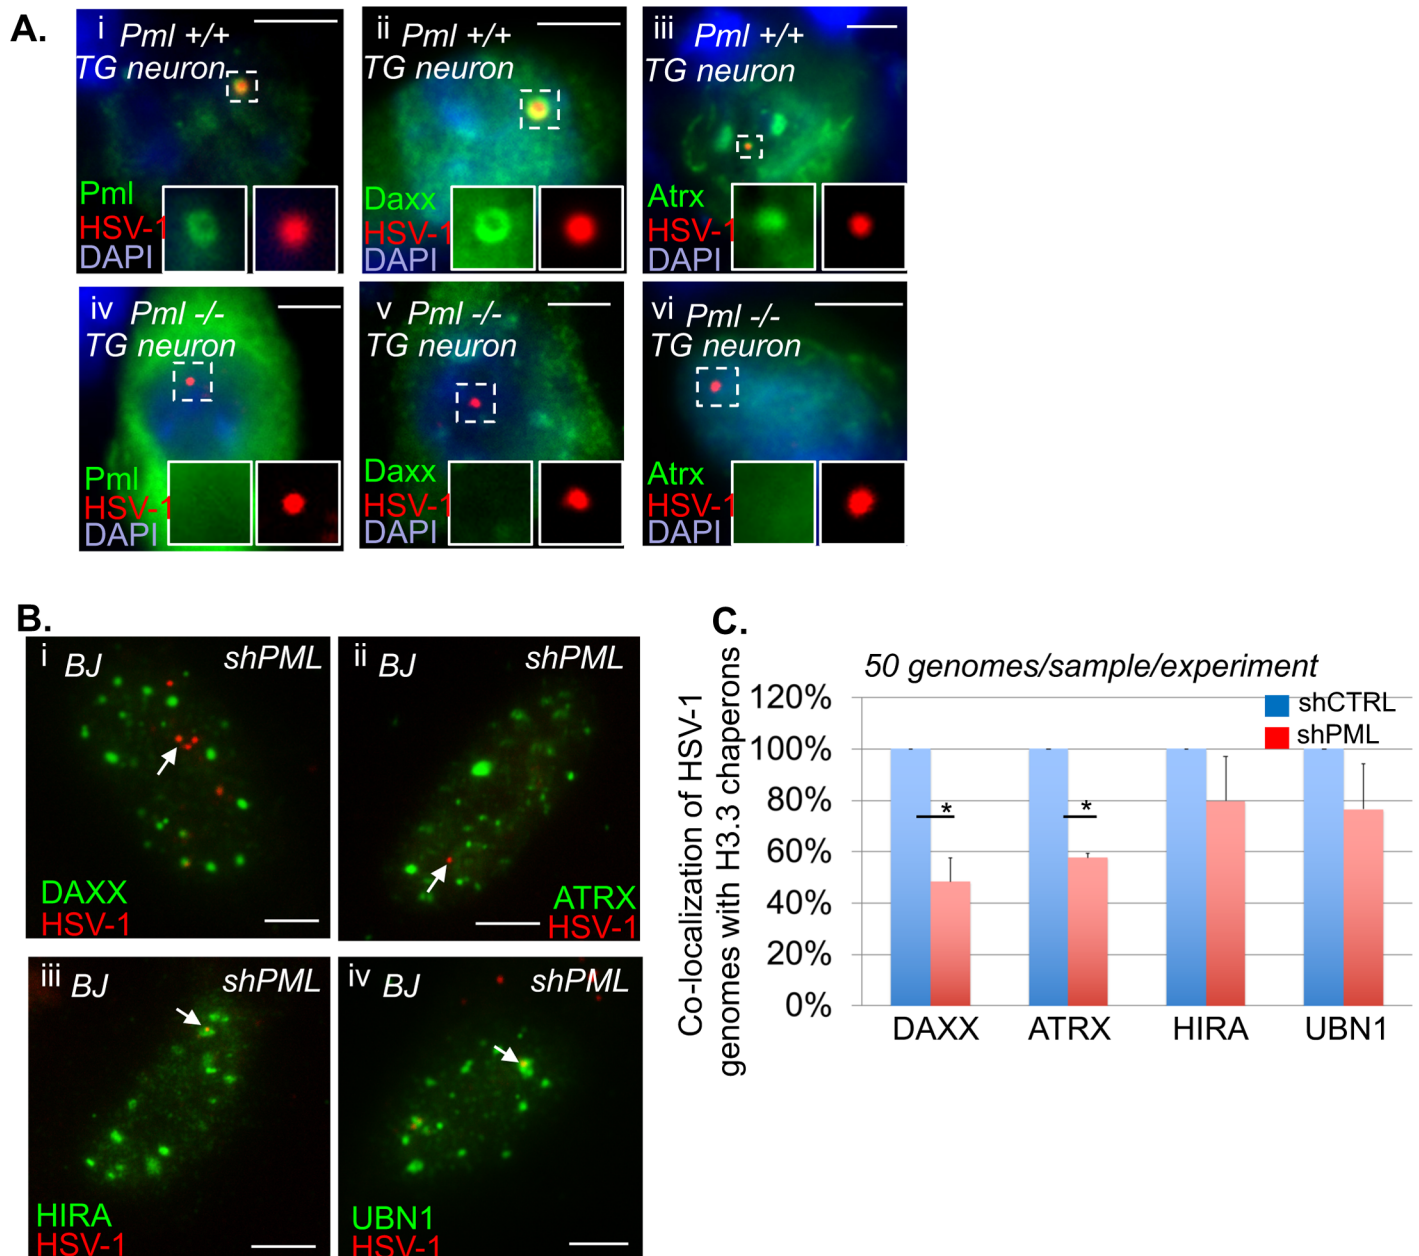 A.
i Pml +/+
TG neuron
Pml
HSV-1
DAPI
ii Pml +/+
TG neuron
Daxx
HSV-1
DAPI
iii Pml +/+
TG neuron
Atrx
HSV-1
DAPI
iv Pml -/-
TG neuron
Pml
HSV-1
DAPI
v Pml -/-
TG neuron
Daxx
HSV-1
DAPI
vi Pml -/-
TG neuron
Atrx
HSV-1
DAPI
B.
i BJ shPML
DAXX
HSV-1
ii BJ shPML
ATRX
HSV-1
iii BJ shPML
HIRA
HSV-1
iv BJ shPML
UBN1
HSV-1
C.
50 genomes/sample/experiment
Co-localization of HSV-1
genomes with H3.3 chaperons
120%
100%
80%
60%
40%
20%
0%
shCTRL
shPML
*
*
DAXX ATRX HIRA UBN1